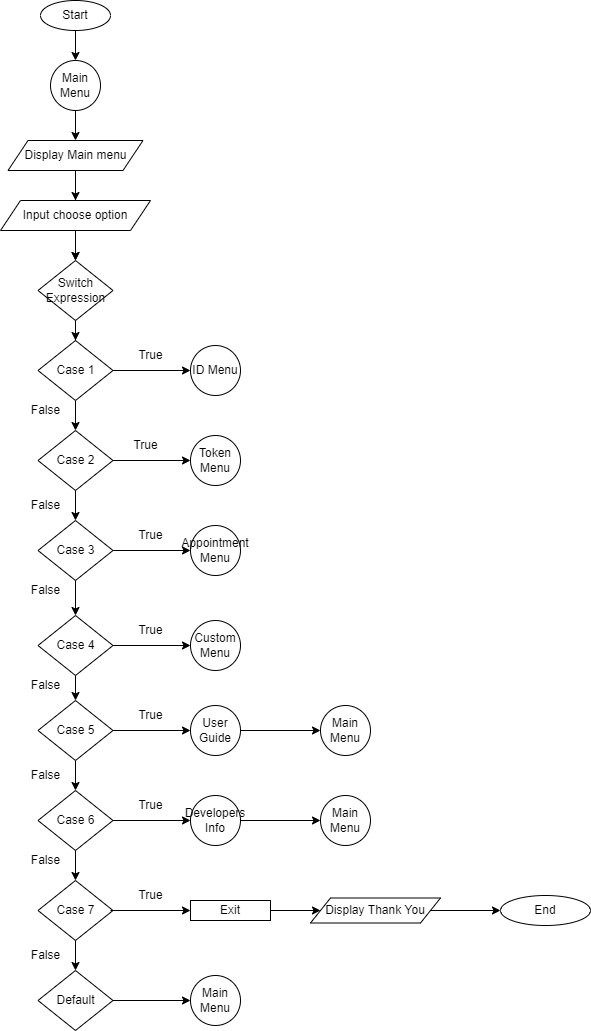 Start
Main
Menu
Display Main menu
Input choose option
Switch
Expression
Case 1
True
ID Menu
False
Case 2
True
Token
Menu
False
Case 3
True
Appointment
Menu
False
Case 4
True
Custom
Menu
False
Case 5
True
User
Guide
Main
Menu
False
Case 6
True
Developers
Info
Main
Menu
False
Case 7
True
Exit
Display Thank You
End
False
Default
Main
Menu